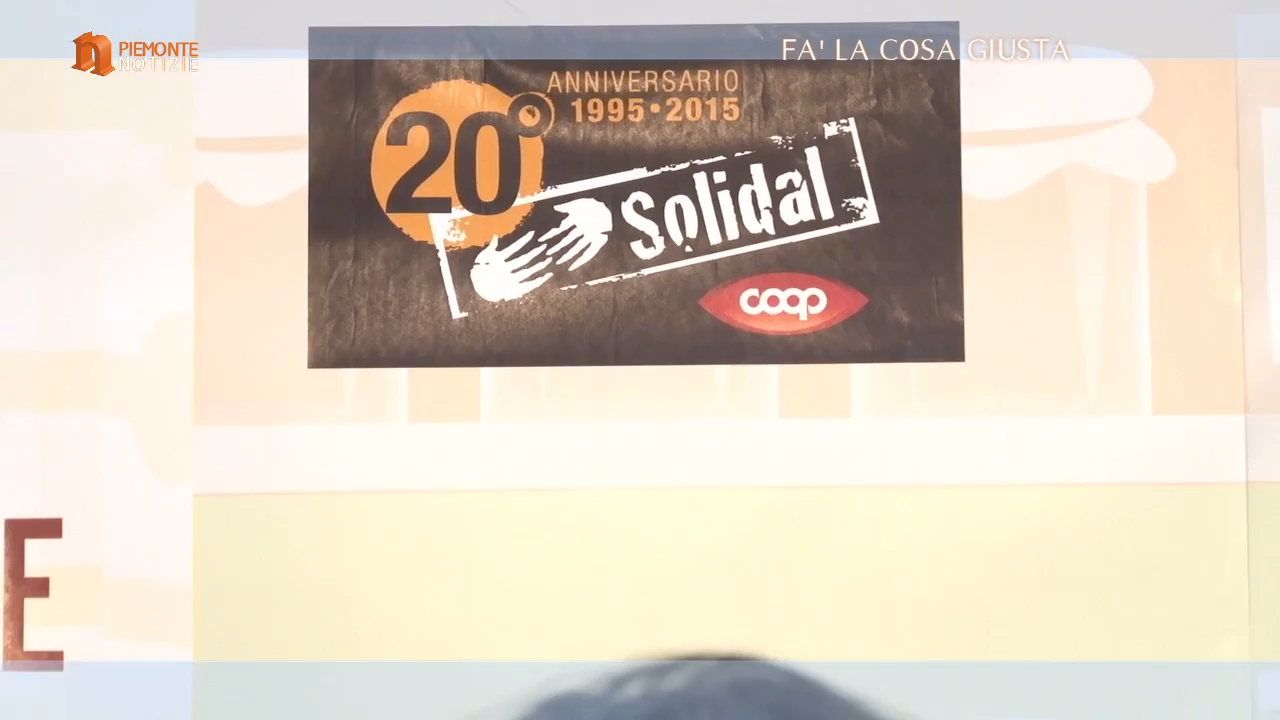 PIEMONTE
NOTIZIE
FA' LA COSA GIUSTA
ANNIVERSARIO
1995•2015
20°
Solidal
coop
E